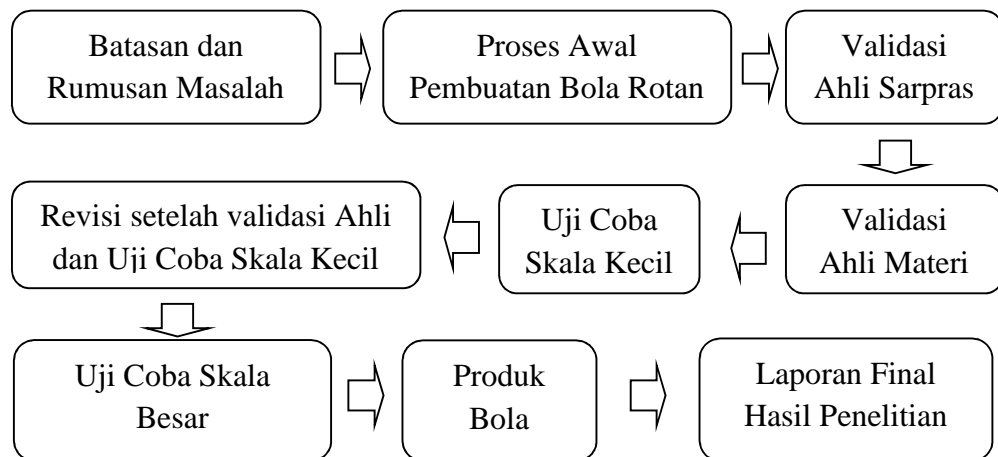 Batasan dan
Rumusan Masalah
Proses Awal
Pembuatan Bola Rotan
Validasi
Ahli Sarpras
Validasi
Ahli Materi
Uji Coba
Skala Kecil
Revisi setelah validasi Ahli
dan Uji Coba Skala Kecil
Uji Coba Skala
Besar
Produk
Bola
Laporan Final
Hasil Penelitian